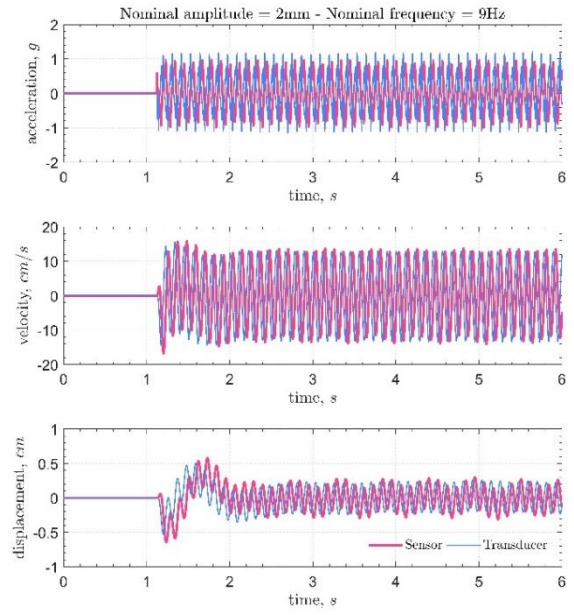 Nominal amplitude = 2mm - Nominal frequency = 9Hz
2
1
0
-1
-2
acceleration, g
0 1 2 3 4 5 6
time, s
20
10
0
-10
-20
velocity, cm/s
0 1 2 3 4 5 6
time, s
1
0.5
0
-0.5
-1
displacement, cm
Sensor Transducer
0 1 2 3 4 5 6
time, s